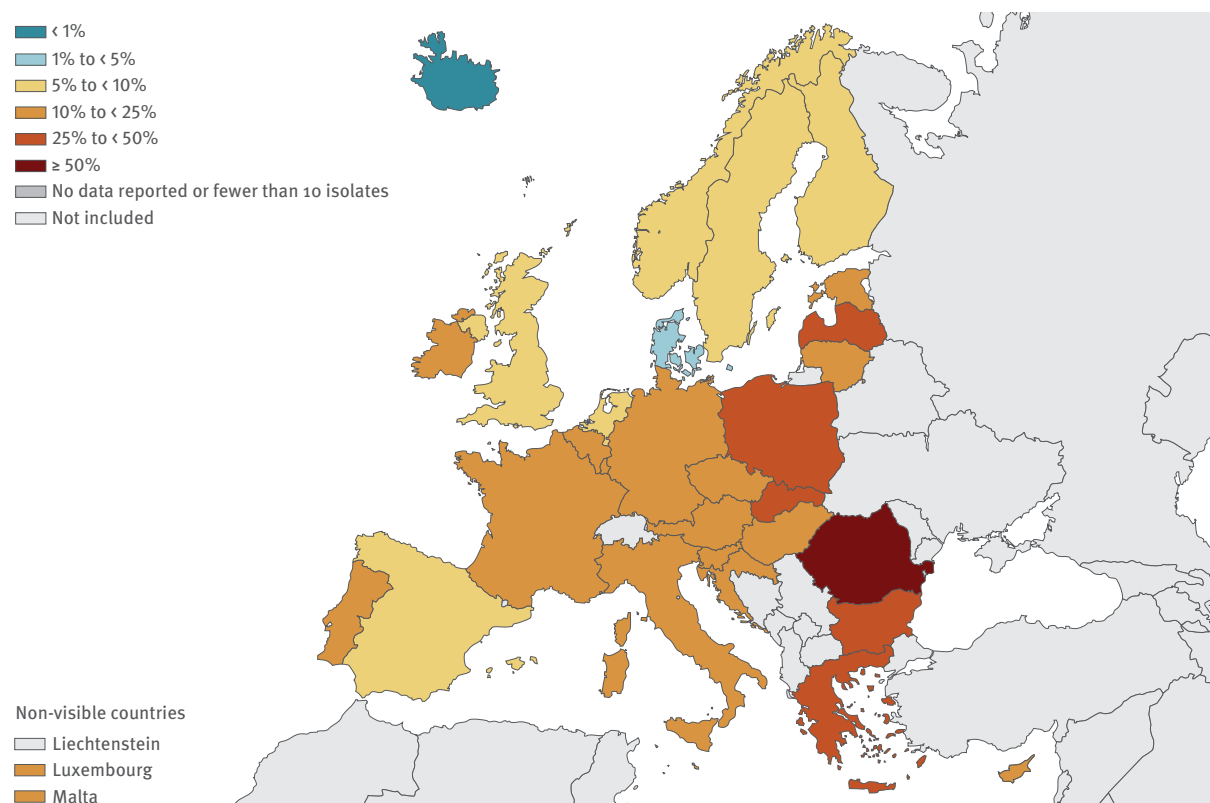 < 1%
1% to < 5%
5% to < 10%
10% to < 25%
25% to < 50%
≥ 50%
No data reported or fewer than 10 isolates
Not included
Non-visible countries
Liechtenstein
Luxembourg
Malta